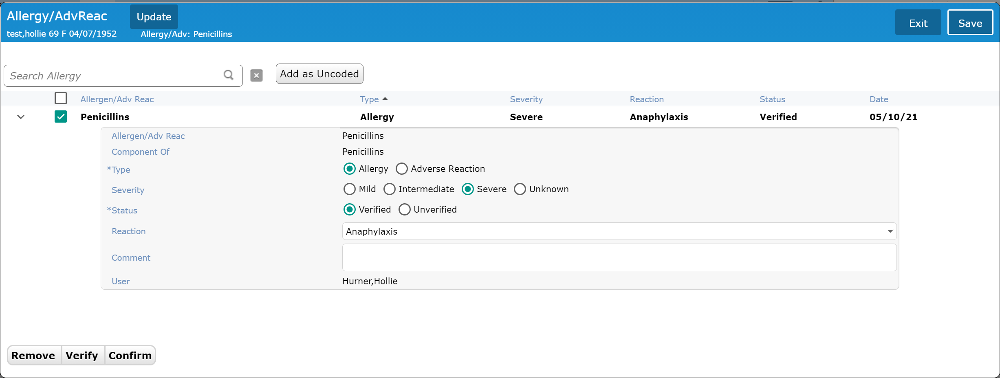 Allergy/AdvReac Update
test,hollie 69 F 04/07/1952 Allergy/Adv: Penicillins
Exit Save
Search Allergy Add as Uncoded
Allergen/Adv Reac Type Severity Reaction Status Date
Penicillins Allergy Severe Anaphylaxis Verified 05/10/21
Allergen/Adv Reac Penicillins
Component Of Penicillins
*Type Allergy Adverse Reaction
Severity Mild Intermediate Severe Unknown
*Status Verified Unverified
Reaction Anaphylaxis
Comment
User Hurner,Hollie
Remove Verify Confirm